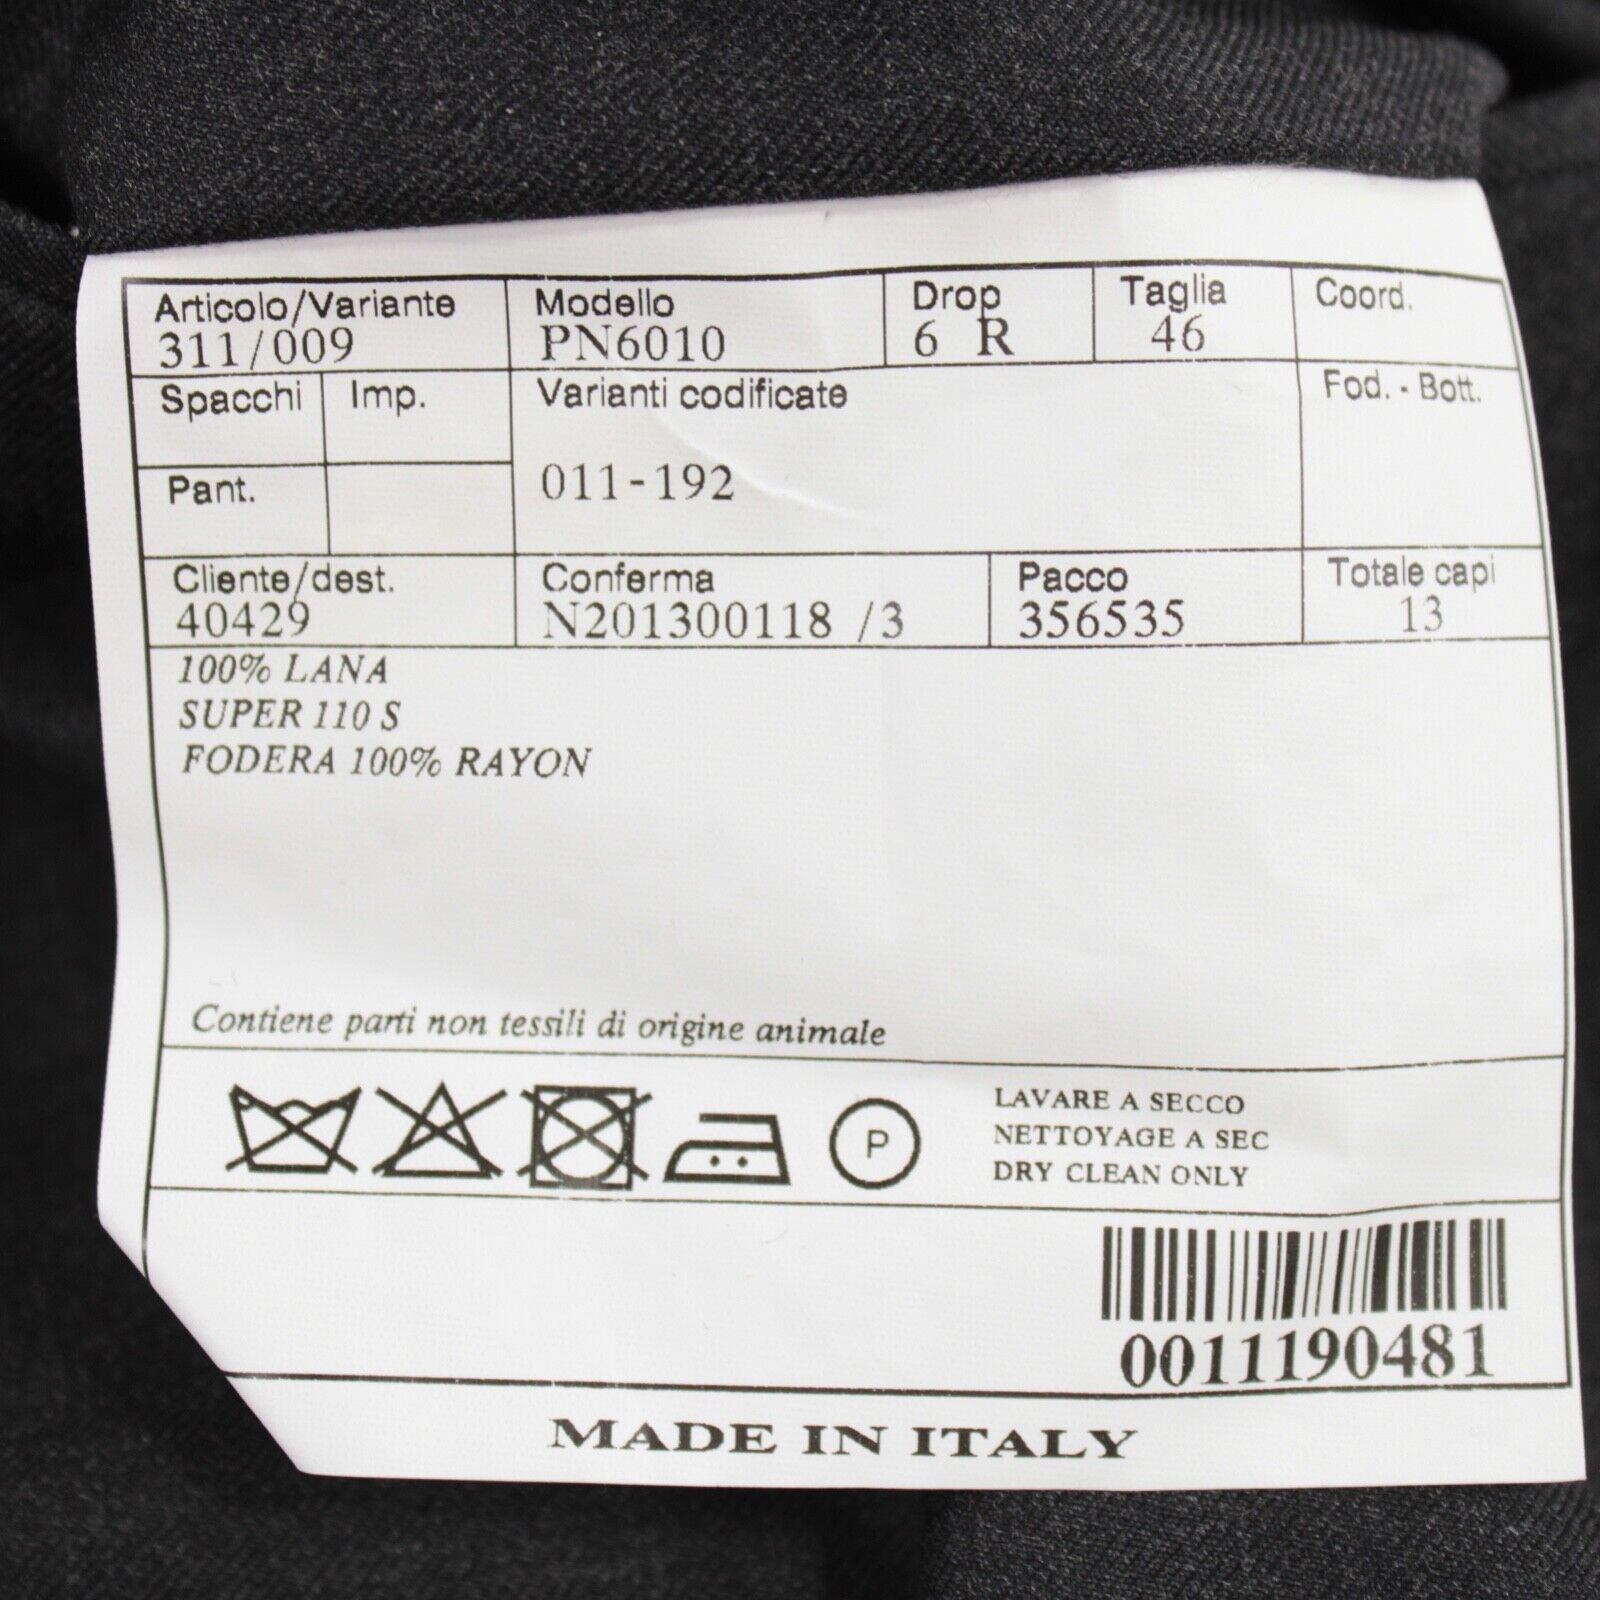 Articolo/Variante Modello Drop Taglia Coord.
311/009 PN6010 6 R 46
Spacchi Imp. Varianti codificate Fod. - Bott.
Pant. 011-192
Cliente/dest. Conferma Pacco Totale capi
40429 N201300118 /3 356535 13
100% LANA
SUPER 110 S
FODERA 100% RAYON
Contiene parti non tessili di origine animale
LAVARE A SECCO
NETTOYAGE A SEC
P
DRY CLEAN ONLY
0011190481
MADE IN ITALY